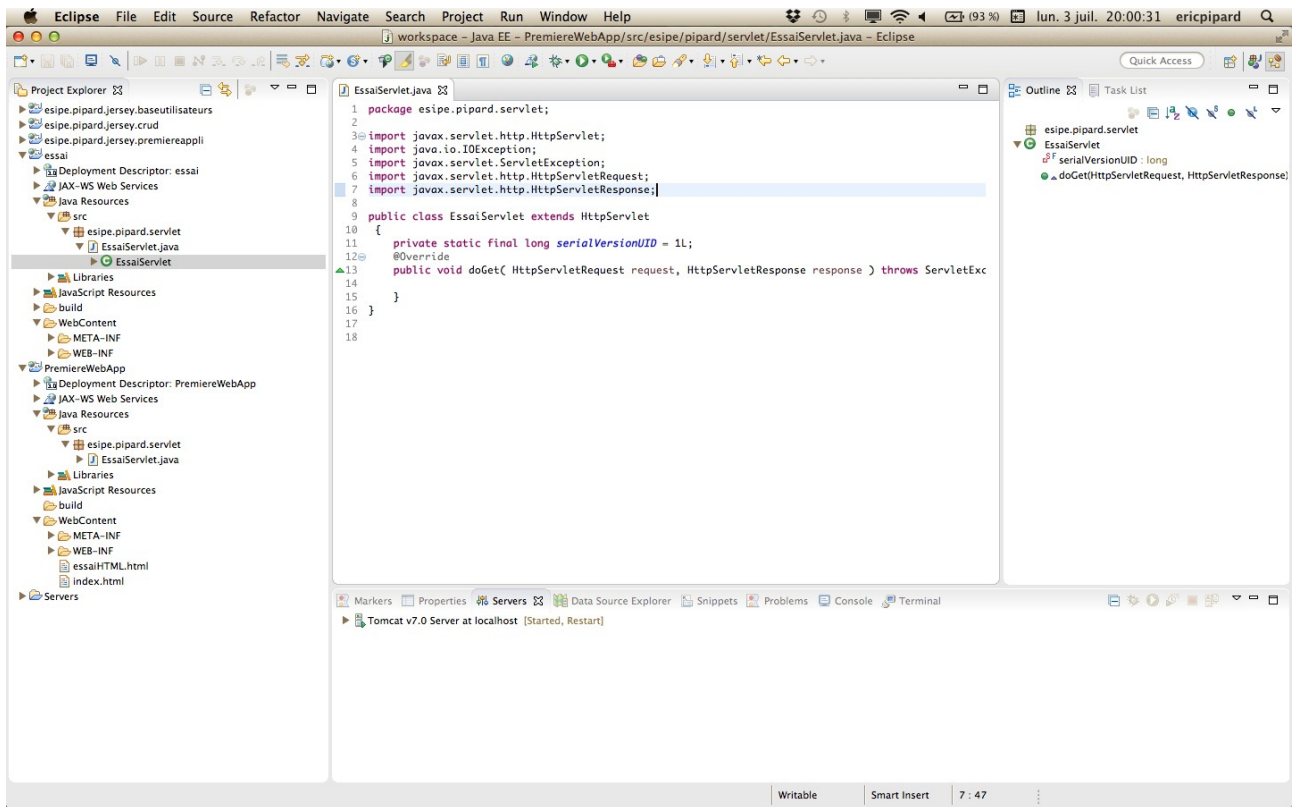 Eclipse File Edit Source Refactor Navigate Search Project Run Window Help (93 %) lun. 3 juil. 20:00:31 ericpipard
workspace – Java EE – PremiereWebApp/src/esipe/pipard/servlet/EssaiServlet.java – Eclipse
Quick Access
Project Explorer
esipe.pipard.jersey.baseutilisateurs
esipe.pipard.jersey.crud
esipe.pipard.jersey.premiereappli
essai
Deployment Descriptor: essai
JAX-WS Web Services
Java Resources
src
esipe.pipard.servlet
EssaiServlet.java
EssaiServlet
Libraries
JavaScript Resources
build
WebContent
META-INF
WEB-INF
PremiereWebApp
Deployment Descriptor: PremiereWebApp
JAX-WS Web Services
Java Resources
src
esipe.pipard.servlet
EssaiServlet.java
Libraries
JavaScript Resources
build
WebContent
META-INF
WEB-INF
essaiHTML.html
index.html
Servers
EssaiServlet.java
1 package esipe.pipard.servlet;
2
3 import javax.servlet.http.HttpServlet;
4 import java.io.IOException;
5 import javax.servlet.ServletException;
6 import javax.servlet.http.HttpServletRequest;
7 import javax.servlet.http.HttpServletResponse;
8
9 public class EssaiServlet extends HttpServlet
10 {
11 private static final long serialVersionUID = 1L;
12 @Override
13 public void doGet( HttpServletRequest request, HttpServletResponse response ) throws ServletExc
14
15 }
16 }
17
18
Outline Task List
esipe.pipard.servlet
EssaiServlet
serialVersionUID : long
doGet(HttpServletRequest, HttpServletResponse)
Markers Properties Servers Data Source Explorer Snippets Problems Console Terminal
Tomcat v7.0 Server at localhost [Started, Restart]
Writable Smart Insert 7 : 47